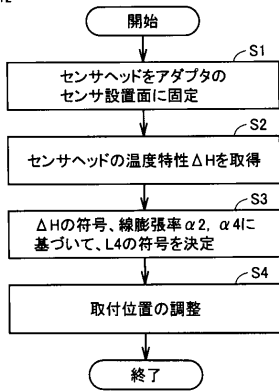 開始
S1
センサヘッドをアダプタの
センサ設置面に固定
S2
センサヘッドの温度特性ΔHを取得
S3
ΔHの符号、線膨張率α2, α4に
基づいて、L4の符号を決定
S4
取付位置の調整
終了